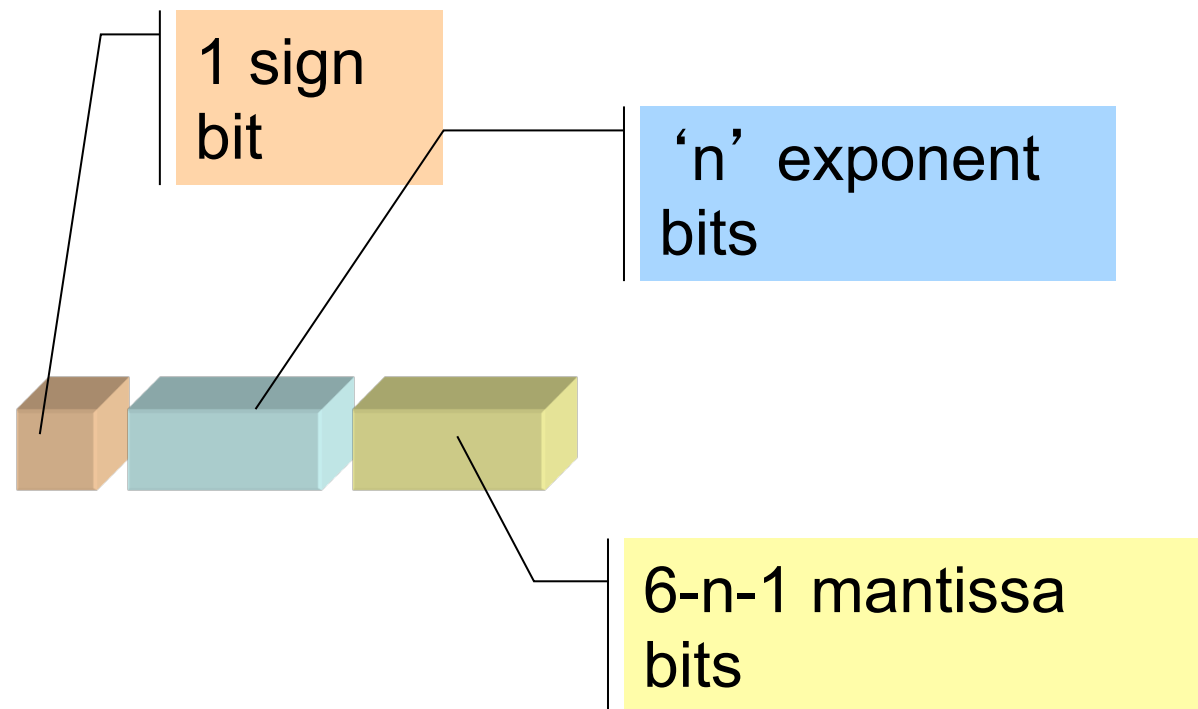 1 sign
bit
‘n’ exponent
bits
6-n-1 mantissa
bits